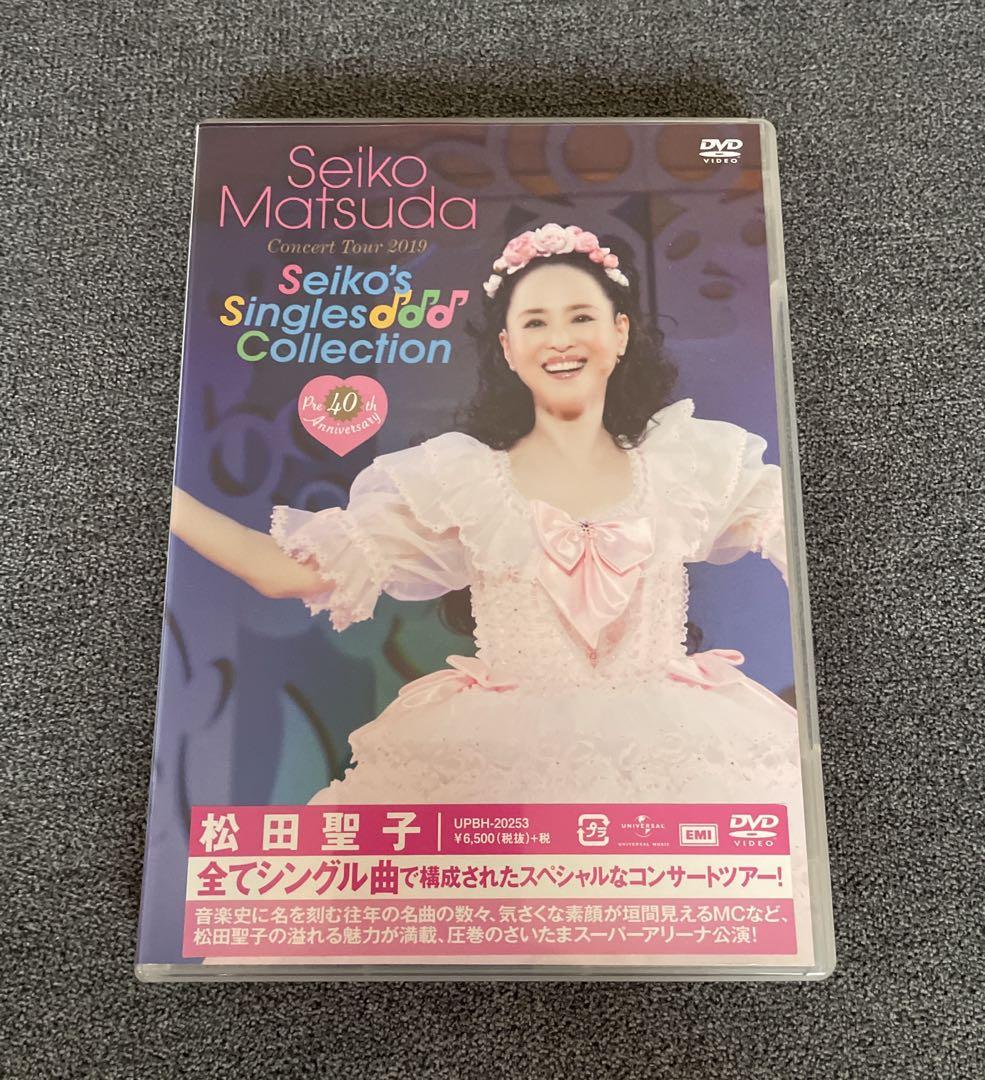 DVD
VIDEO
Seiko
Matsuda
Concert Tour 2019
Seiko's
Singles
Collection
Pre 40th
Anniversary
松田聖子
UPBH-20253
¥6,500(税抜)+税
プラ
UNIVERSAL
UNIVERSAL MUSIC
EMI
DVD
VIDEO
全てシングル曲で構成されたスペシャルなコンサートツアー!
音楽史に名を刻む往年の名曲の数々、気さくな素顔が垣間見えるMCなど、
松田聖子の溢れる魅力が満載、圧巻のさいたまスーパーアリーナ公演!